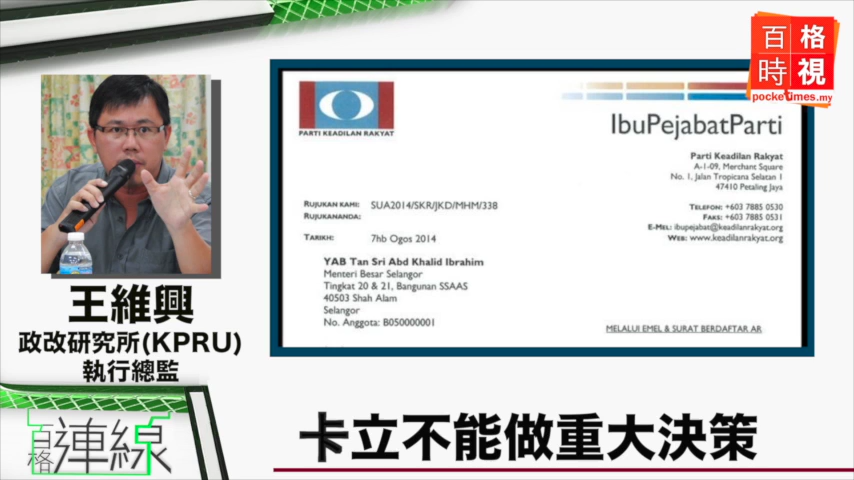 百格
時視
pocketimes.my
PARTI KEADILAN RAKYAT
IbuPejabatParti
Parti Keadilan Rakyat
A-1-09, Merchant Square
No. 1, Jalan Tropicana Selatan 1
47410 Petaling Jaya
TELEFON: +603 7885 0530
FAKS: +603 7885 0531
E-MEL: ibupejabat@keadilanrakyat.org
WEB: www.keadilanrakyat.org
RUJUKAN KAMI: SUA2014/SKR/JKD/MHM/338
RUJUKANANDA:
TARIKH: 7hb Ogos 2014
YAB Tan Sri Abd Khalid Ibrahim
Menteri Besar Selangor
Tingkat 20 & 21, Bangunan SSAAS
40503 Shah Alam
Selangor
No. Anggota: B05000001
MELALUI EMEL & SURAT BERDAFTAR AR
王維興
政改研究所(KPRU)
執行總監
百格連線
卡立不能做重大決策